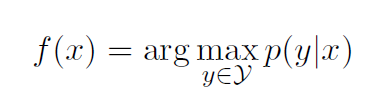 f(x) = arg max p(y|x)
y∈𝒴